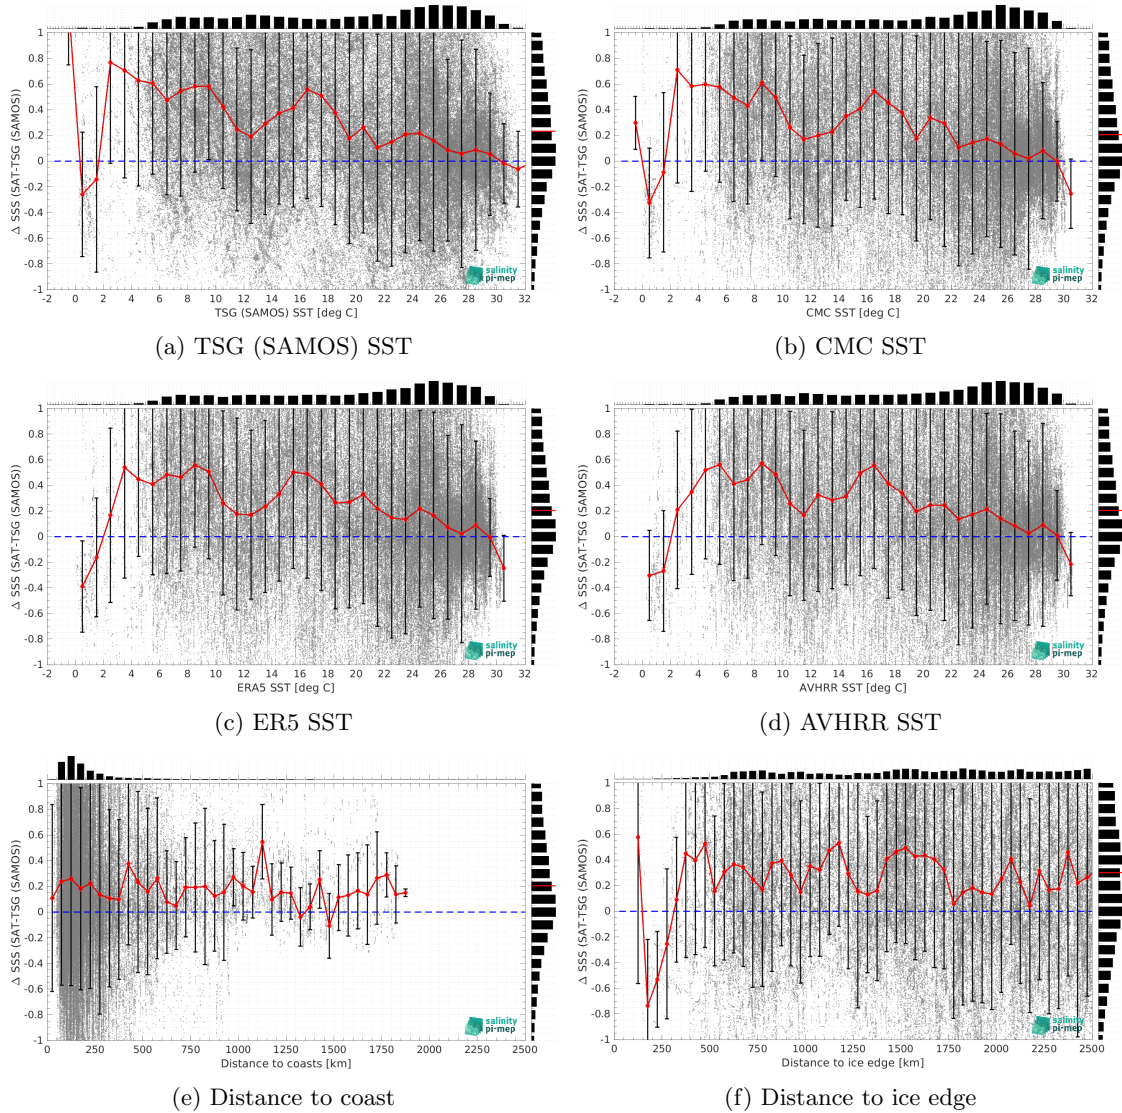 1
0.8
0.6
0.4
0.2
0
-0.2
-0.4
-0.6
-0.8
-1
Δ SSS (SAT-TSG (SAMOS))
salinity
pi-mep
-2 0 2 4 6 8 10 12 14 16 18 20 22 24 26 28 30 32
TSG (SAMOS) SST [deg C]
(a) TSG (SAMOS) SST
1
0.8
0.6
0.4
0.2
0
-0.2
-0.4
-0.6
-0.8
-1
Δ SSS (SAT-TSG (SAMOS))
salinity
pi-mep
-2 0 2 4 6 8 10 12 14 16 18 20 22 24 26 28 30 32
CMC SST [deg C]
(b) CMC SST
1
0.8
0.6
0.4
0.2
0
-0.2
-0.4
-0.6
-0.8
-1
Δ SSS (SAT-TSG (SAMOS))
salinity
pi-mep
-2 0 2 4 6 8 10 12 14 16 18 20 22 24 26 28 30 32
ERA5 SST [deg C]
(c) ER5 SST
1
0.8
0.6
0.4
0.2
0
-0.2
-0.4
-0.6
-0.8
-1
Δ SSS (SAT-TSG (SAMOS))
salinity
pi-mep
-2 0 2 4 6 8 10 12 14 16 18 20 22 24 26 28 30 32
AVHRR SST [deg C]
(d) AVHRR SST
1
0.8
0.6
0.4
0.2
0
-0.2
-0.4
-0.6
-0.8
-1
Δ SSS (SAT-TSG (SAMOS))
salinity
pi-mep
0 250 500 750 1000 1250 1500 1750 2000 2250 2500
Distance to coasts [km]
(e) Distance to coast
1
0.8
0.6
0.4
0.2
0
-0.2
-0.4
-0.6
-0.8
-1
Δ SSS (SAT-TSG (SAMOS))
salinity
pi-mep
0 250 500 750 1000 1250 1500 1750 2000 2250 2500
Distance to ice edge [km]
(f) Distance to ice edge